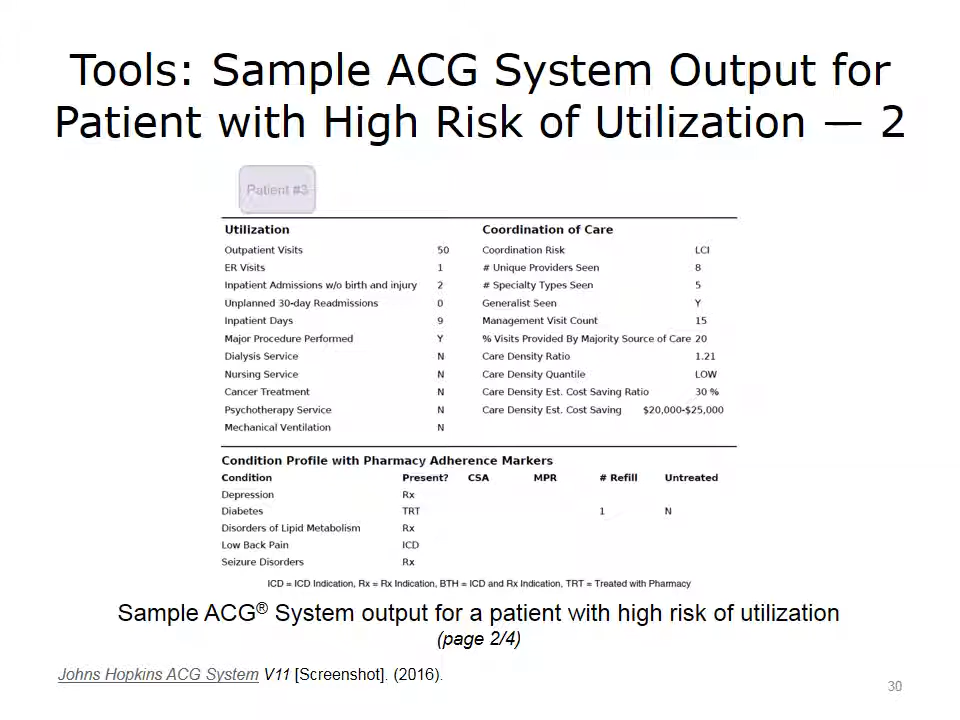 Tools: Sample ACG System Output for
Patient with High Risk of Utilization — 2
Patient #3
Utilization
Outpatient Visits 50
ER Visits 1
Inpatient Admissions w/o birth and injury 2
Unplanned 30-day Readmissions 0
Inpatient Days 9
Major Procedure Performed Y
Dialysis Service N
Nursing Service N
Cancer Treatment N
Psychotherapy Service N
Mechanical Ventilation N
Coordination of Care
Coordination Risk LCI
# Unique Providers Seen 8
# Specialty Types Seen 5
Generalist Seen Y
Management Visit Count 15
% Visits Provided By Majority Source of Care 20
Care Density Ratio 1.21
Care Density Quantile LOW
Care Density Est. Cost Saving Ratio 30 %
Care Density Est. Cost Saving $20,000-$25,000
Condition Profile with Pharmacy Adherence Markers
Condition Present? CSA MPR # Refill Untreated
Depression Rx
Diabetes TRT 1 N
Disorders of Lipid Metabolism Rx
Low Back Pain ICD
Seizure Disorders Rx
ICD = ICD Indication, Rx = Rx Indication, BTH = ICD and Rx Indication, TRT = Treated with Pharmacy
Sample ACG® System output for a patient with high risk of utilization
(page 2/4)
Johns Hopkins ACG System V11 [Screenshot]. (2016).
30